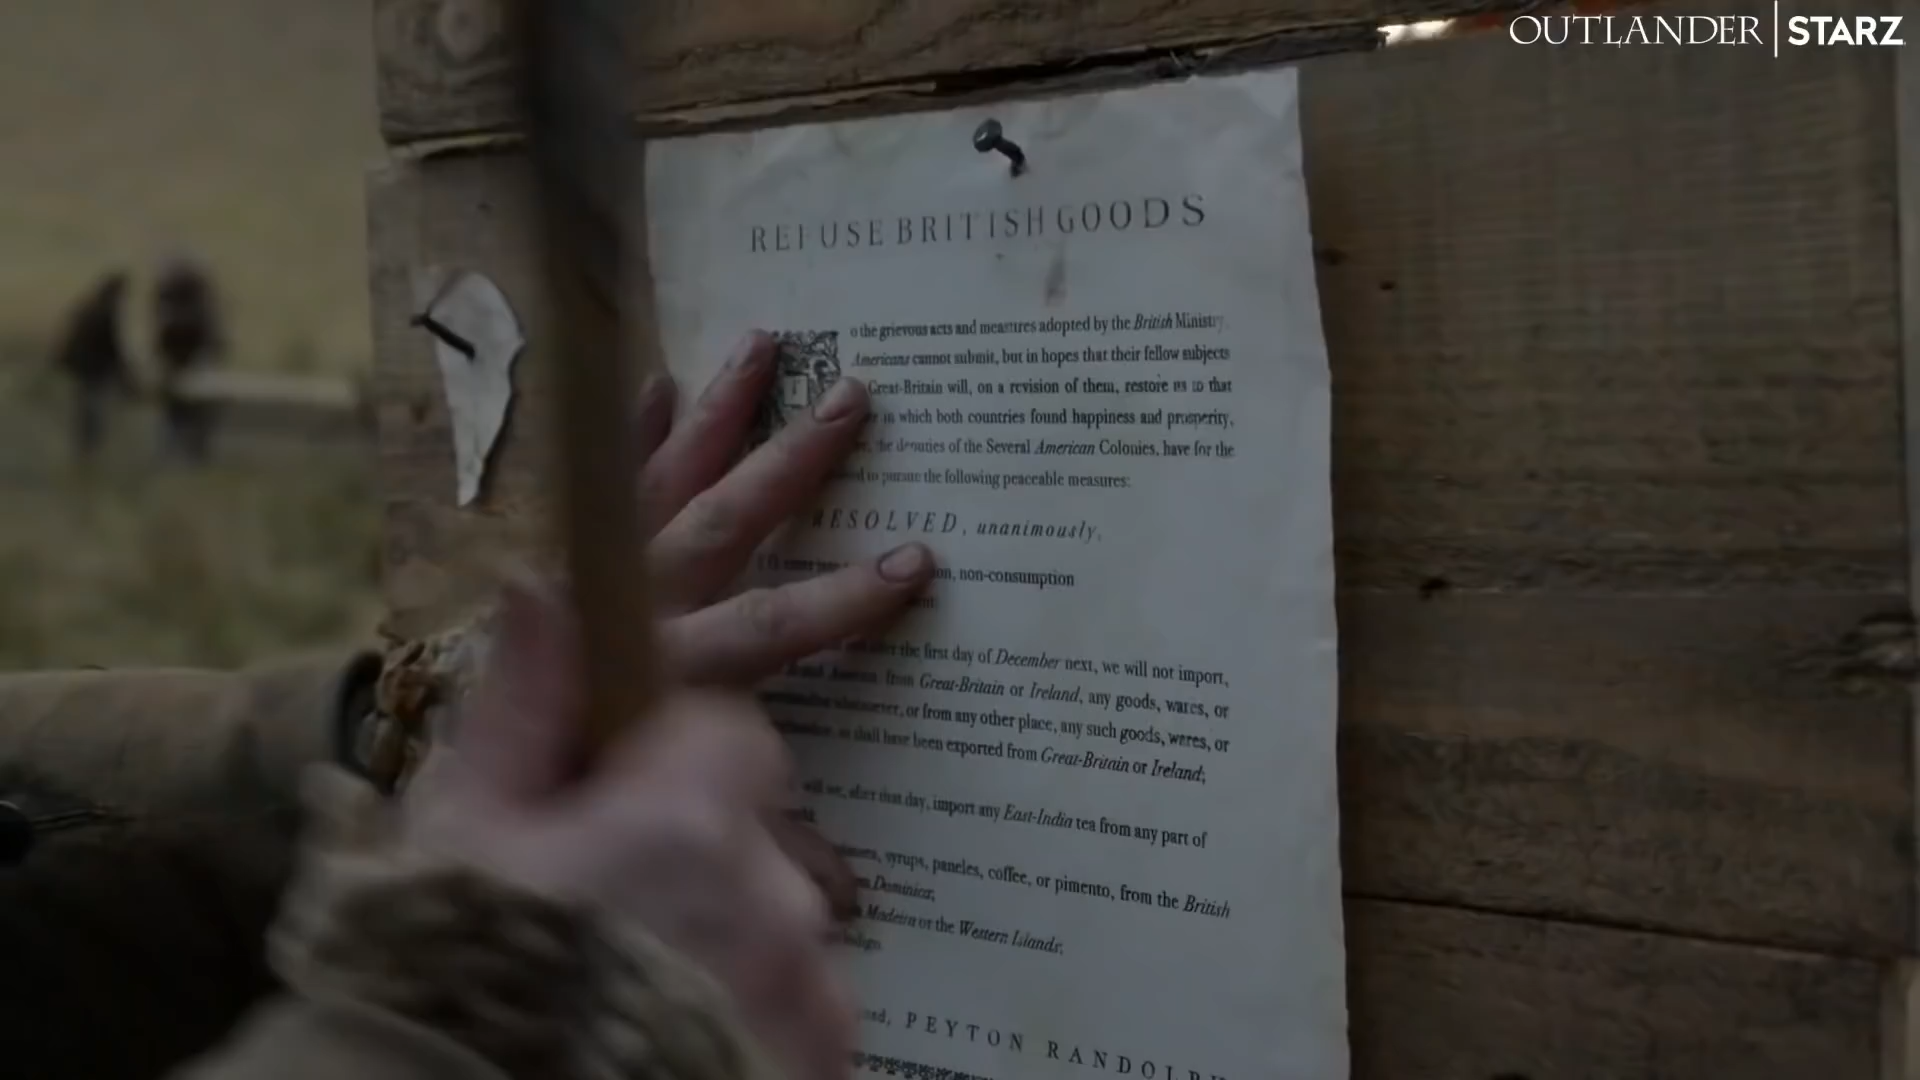 OUTLANDER | STARZ
REFUSE BRITISH GOODS
o the grievous acts and measures adopted by the British Ministry,
Americans cannot submit, but in hopes that their fellow subjects
Great-Britain will, on a revision of them, restore us to that
in which both countries found happiness and prosperity,
the deputies of the Several American Colonies, have for the
to pursue the following peaceable measures:
RESOLVED, unanimously,
non-consumption
the first day of December next, we will not import,
from Great-Britain or Ireland, any goods, wares, or
whatsoever, or from any other place, any such goods, wares, or
as shall have been exported from Great-Britain or Ireland;
will we, after that day, import any East-India tea from any part of
syrups, paneles, coffee, or pimento, from the British
Dominica;
Madeira or the Western Islands;
PEYTON RANDOLPH